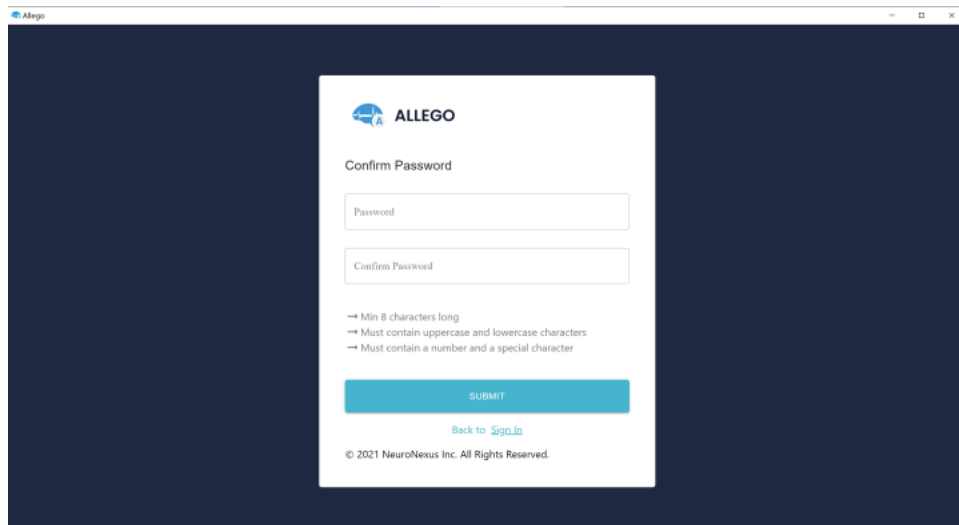 Allego
ALLEGO
Confirm Password
Password
Confirm Password
→ Min 8 characters long
→ Must contain uppercase and lowercase characters
→ Must contain a number and a special character
SUBMIT
Back to Sign In
© 2021 NeuroNexus Inc. All Rights Reserved.